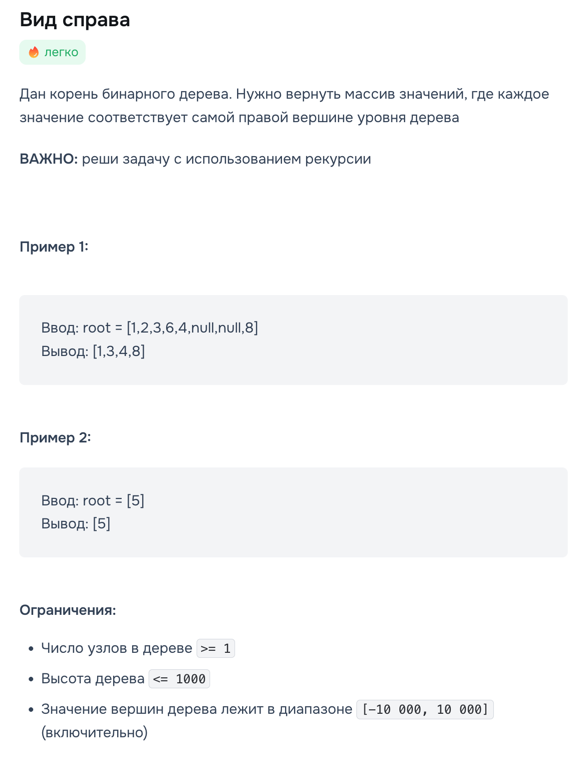 Вид справа
легко
Дан корень бинарного дерева. Нужно вернуть массив значений, где каждое
значение соответствует самой правой вершине уровня дерева
ВАЖНО: реши задачу с использованием рекурсии
Пример 1:
Ввод: root = [1,2,3,6,4,null,null,8]
Вывод: [1,3,4,8]
Пример 2:
Ввод: root = [5]
Вывод: [5]
Ограничения:
• Число узлов в дереве >= 1
• Высота дерева <= 1000
• Значение вершин дерева лежит в диапазоне [-10 000, 10 000]
(включительно)